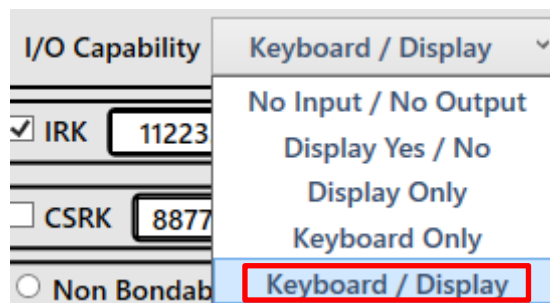 I/O Capability Keyboard / Display
No Input / No Output
IRK 11223 Display Yes / No
Display Only
CSRK 8877 Keyboard Only
Non Bondab Keyboard / Display